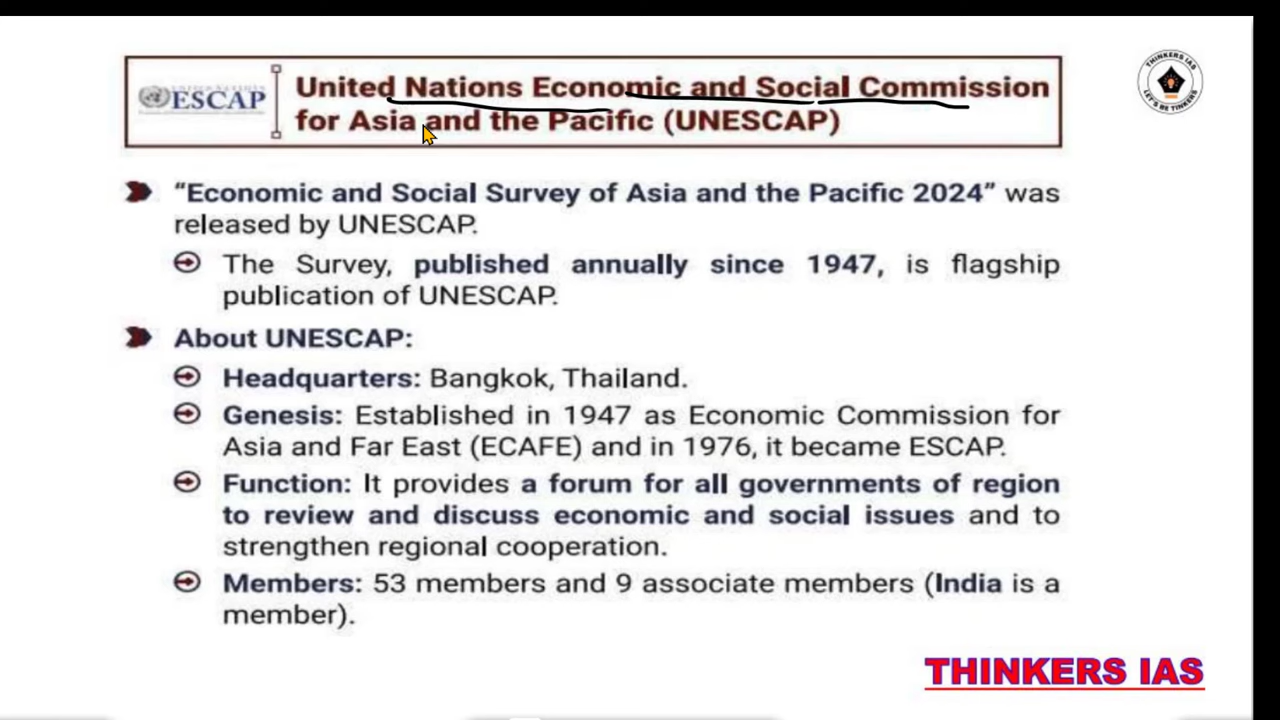 THINKERS IAS
LET'S BE TINKERS
ESCAP
United Nations Economic and Social Commission
for Asia and the Pacific (UNESCAP)
"Economic and Social Survey of Asia and the Pacific 2024" was
released by UNESCAP.
The Survey, published annually since 1947, is flagship
publication of UNESCAP.
About UNESCAP:
Headquarters: Bangkok, Thailand.
Genesis: Established in 1947 as Economic Commission for
Asia and Far East (ECAFE) and in 1976, it became ESCAP.
Function: It provides a forum for all governments of region
to review and discuss economic and social issues and to
strengthen regional cooperation.
Members: 53 members and 9 associate members (India is a
member).
THINKERS IAS